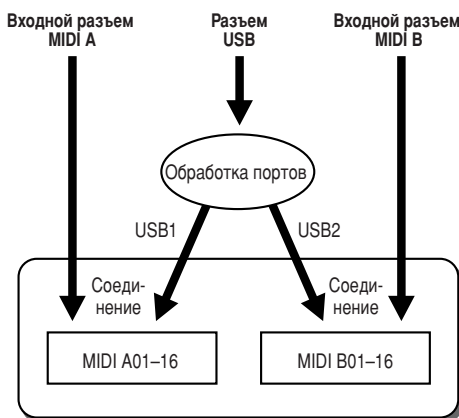 Входной разъем
MIDI A
Разъем
USB
Входной разъем
MIDI B
Обработка портов
USB1
USB2
Соеди-
нение
Соеди-
нение
MIDI A01–16
MIDI B01–16